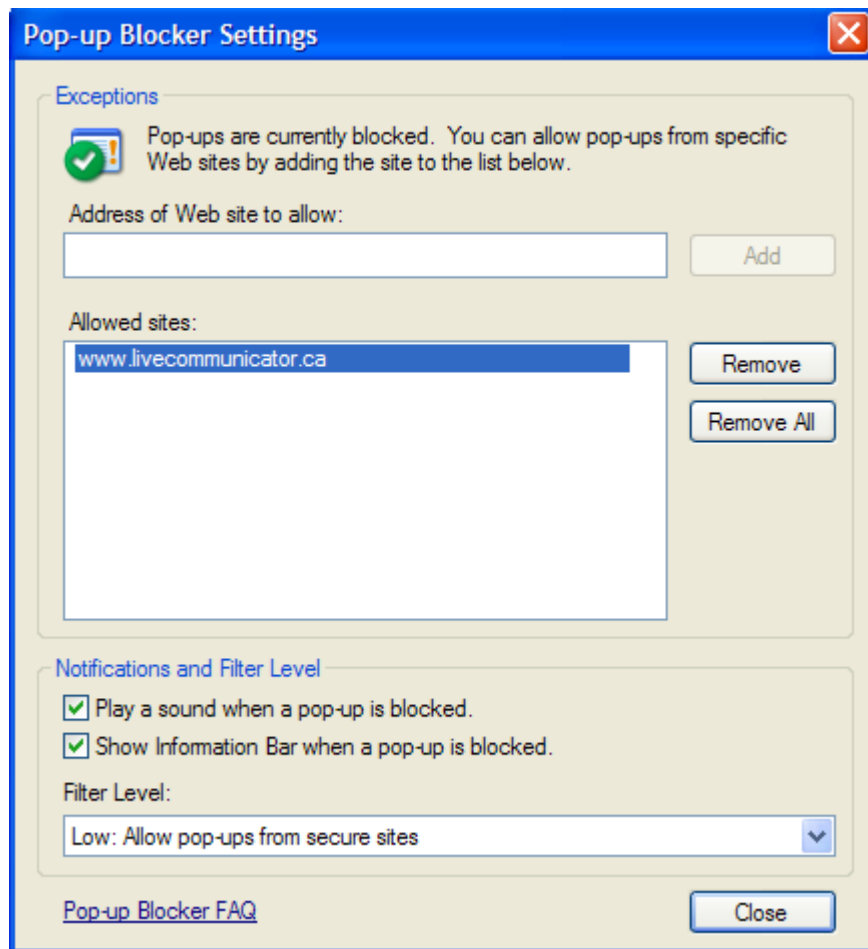 Pop-up Blocker Settings
Exceptions
Pop-ups are currently blocked. You can allow pop-ups from specific
Web sites by adding the site to the list below.
Address of Web site to allow:
Add
Allowed sites:
www.livecommunicator.ca
Remove
Remove All
Notifications and Filter Level
Play a sound when a pop-up is blocked.
Show Information Bar when a pop-up is blocked.
Filter Level:
Low: Allow pop-ups from secure sites
Pop-up Blocker FAQ
Close